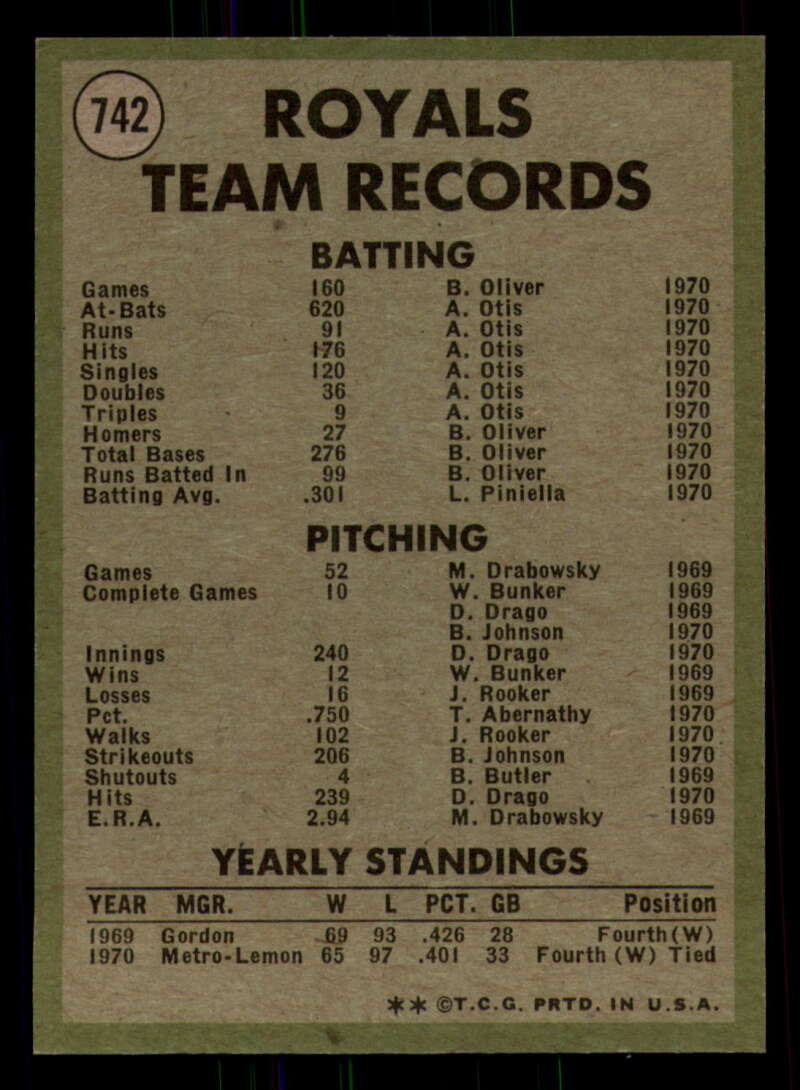 742
ROYALS
TEAM RECORDS
BATTING
Games 160 B. Oliver 1970
At-Bats 620 A. Otis 1970
Runs 91 A. Otis 1970
Hits 176 A. Otis 1970
Singles 120 A. Otis 1970
Doubles 36 A. Otis 1970
Triples 9 A. Otis 1970
Homers 27 B. Oliver 1970
Total Bases 276 B. Oliver 1970
Runs Batted In 99 B. Oliver 1970
Batting Avg. .301 L. Piniella 1970
PITCHING
Games 52 M. Drabowsky 1969
Complete Games 10 W. Bunker 1969
D. Drago 1969
B. Johnson 1970
Innings 240 D. Drago 1970
Wins 12 W. Bunker 1969
Losses 16 J. Rooker 1969
Pct. .750 T. Abernathy 1970
Walks 102 J. Rooker 1970
Strikeouts 206 B. Johnson 1970
Shutouts 4 B. Butler 1969
Hits 239 D. Drago 1970
E.R.A. 2.94 M. Drabowsky 1969
YEARLY STANDINGS
YEAR MGR. W L PCT. GB Position
1969 Gordon 69 93 .426 28 Fourth(W)
1970 Metro-Lemon 65 97 .401 33 Fourth (W) Tied
** ©T.C.G. PRTD. IN U.S.A.